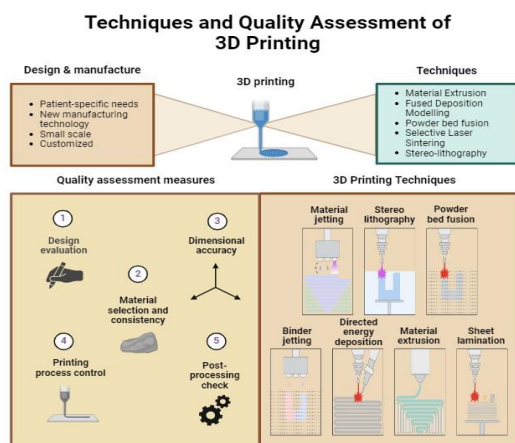 Techniques and Quality Assessment of
3D Printing
Design & manufacture
Patient-specific needs
New manufacturing
technology
Small scale
Customized
3D printing
Techniques
Material Extrusion
Fused Deposition
Modelling
Powder bed fusion
Selective Laser
Sintering
Stereo-lithography
Quality assessment measures
1
Design
evaluation
2
Material
selection and
consistency
3
Dimensional
accuracy
4
Printing
process control
5
Post-
processing
check
3D Printing Techniques
Material
jetting
Stereo
lithography
Powder
bed fusion
Binder
jetting
Directed
energy
deposition
Material
extrusion
Sheet
lamination